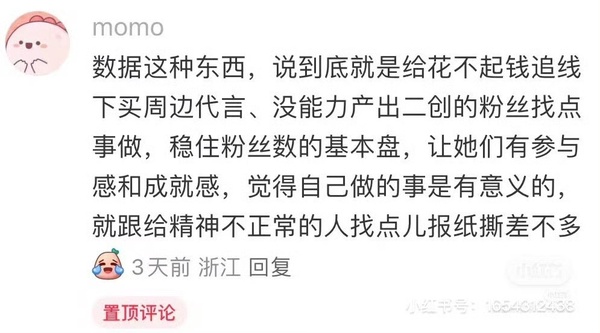 momo
数据这种东西，说到底就是给花不起钱追线
下买周边代言、没能力产出二创的粉丝找点
事做，稳住粉丝数的基本盘，让她们有参与
感和成就感，觉得自己做的事是有意义的，
就跟给精神不正常的人找点儿报纸撕差不多
3天前 浙江 回复
置顶评论
小红书
小红书号：1654312438